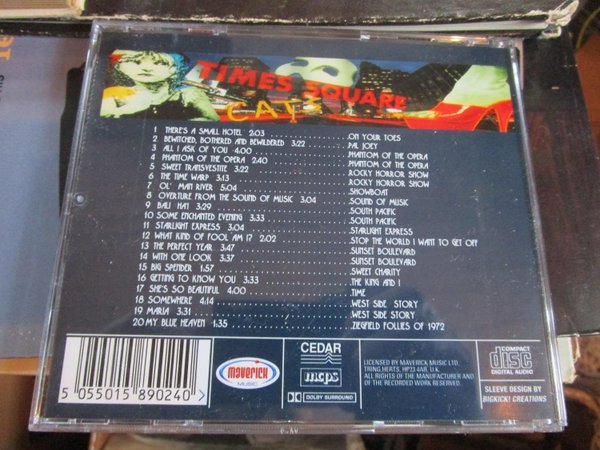 TIMES SQUARE
CATS
1 THERE'S A SMALL HOTEL 2:03 ON YOUR TOES
2 BEWITCHED, BOTHERED AND BEWILDERED 3:22 PAL JOEY
3 ALL I ASK OF YOU 4:00 PHANTOM OF THE OPERA
4 PHANTOM OF THE OPERA 2:40 PHANTOM OF THE OPERA
5 SWEET TRANSVESTITE 3:22 ROCKY HORROR SHOW
6 THE TIME WARP 3:13 ROCKY HORROR SHOW
7 OL' MAN RIVER 5:04 SHOWBOAT
8 OVERTURE FROM THE SOUND OF MUSIC 3:04 SOUND OF MUSIC
9 BALI HA'I 3:29 SOUTH PACIFIC
10 SOME ENCHANTED EVENING 3:33 SOUTH PACIFIC
11 STARLIGHT EXPRESS 3:04 STARLIGHT EXPRESS
12 WHAT KIND OF FOOL AM I? 2:02 STOP THE WORLD I WANT TO GET OFF
13 THE PERFECT YEAR 3:47 SUNSET BOULEVARD
14 WITH ONE LOOK 3:37 SUNSET BOULEVARD
15 BIG SPENDER 1:57 SWEET CHARITY
16 GETTING TO KNOW YOU 3:33 THE KING AND I
17 SHE'S SO BEAUTIFUL 4:00 TIME
18 SOMEWHERE 4:14 WEST SIDE STORY
19 MARIA 3:31 WEST SIDE STORY
20 MY BLUE HEAVEN 1:35 ZIEGFIELD FOLLIES OF 1972
5 055015 890240 >
maverick
MUSIC
CEDAR
mcps
DOLBY SURROUND
LICENSED BY MAVERICK MUSIC LTD.
TRING, HERTS, HP23 4AB, U.K.
ALL RIGHTS OF THE MANUFACTURER AND
OF THE RECORDED WORK RESERVED.
COMPACT
disc
DIGITAL AUDIO
SLEEVE DESIGN BY
BIGKICK! CREATIONS